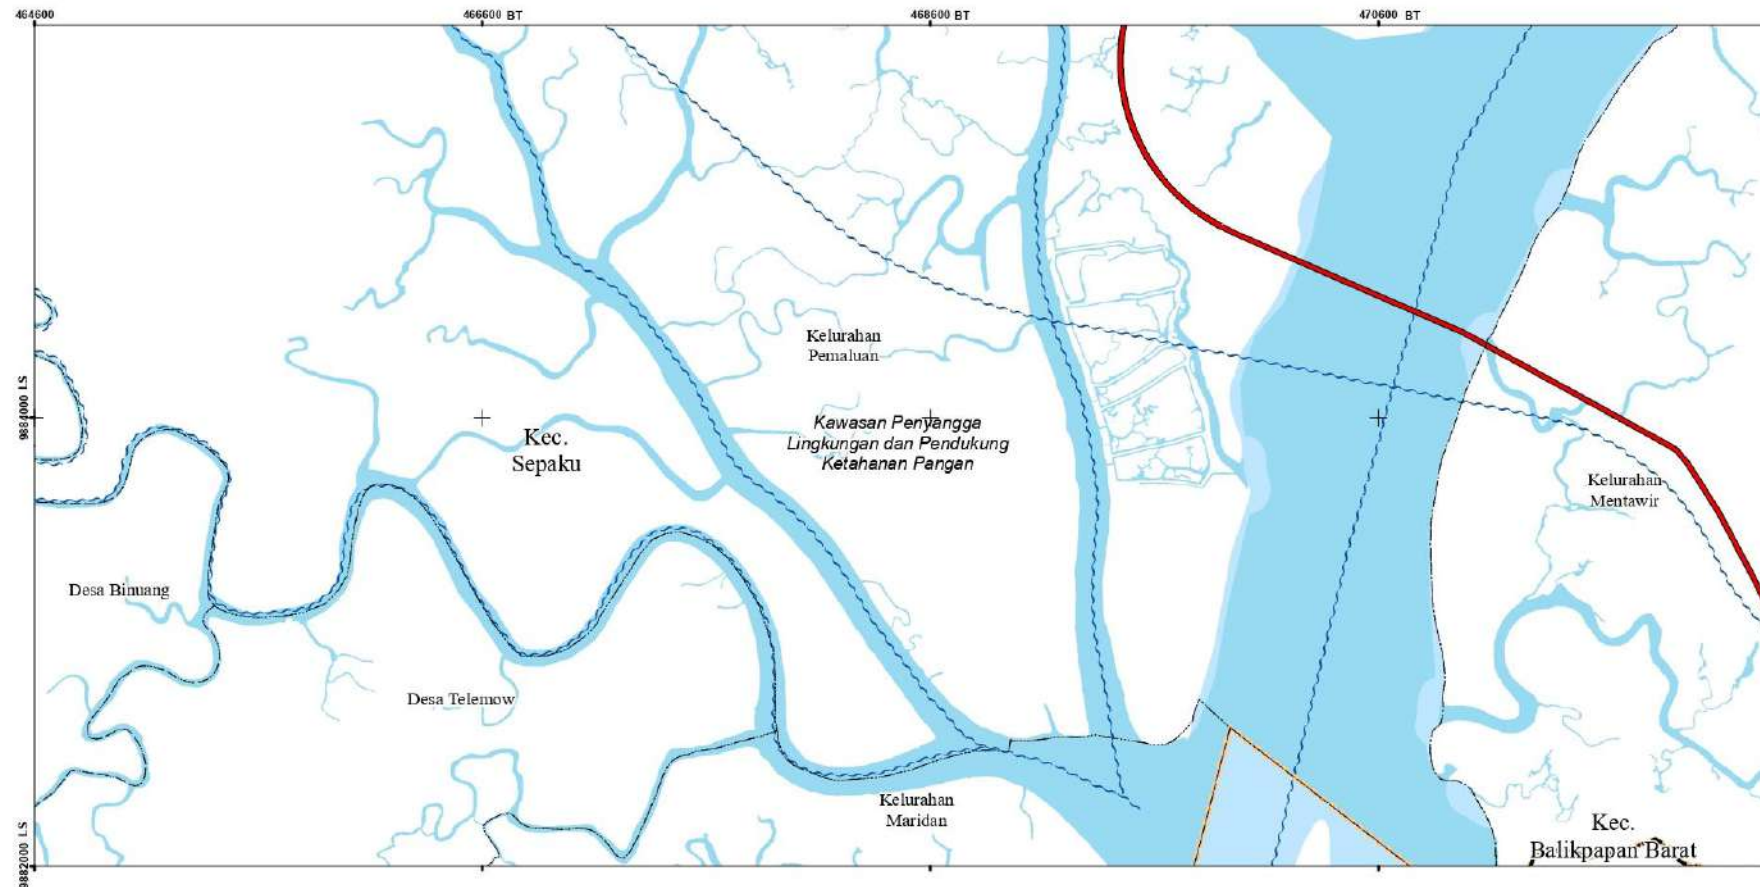 464600
466600 BT
468600 BT
470600 BT
Kelurahan
Pemaluan
9884000 LS
Kec.
Sepaku
Kawasan Penyangga
Lingkungan dan Pendukung
Ketahanan Pangan
Kelurahan
Mentawir
Desa Binuang
Desa Telemow
Kelurahan
Maridan
9882000 LS
Kec.
Balikpapan Barat